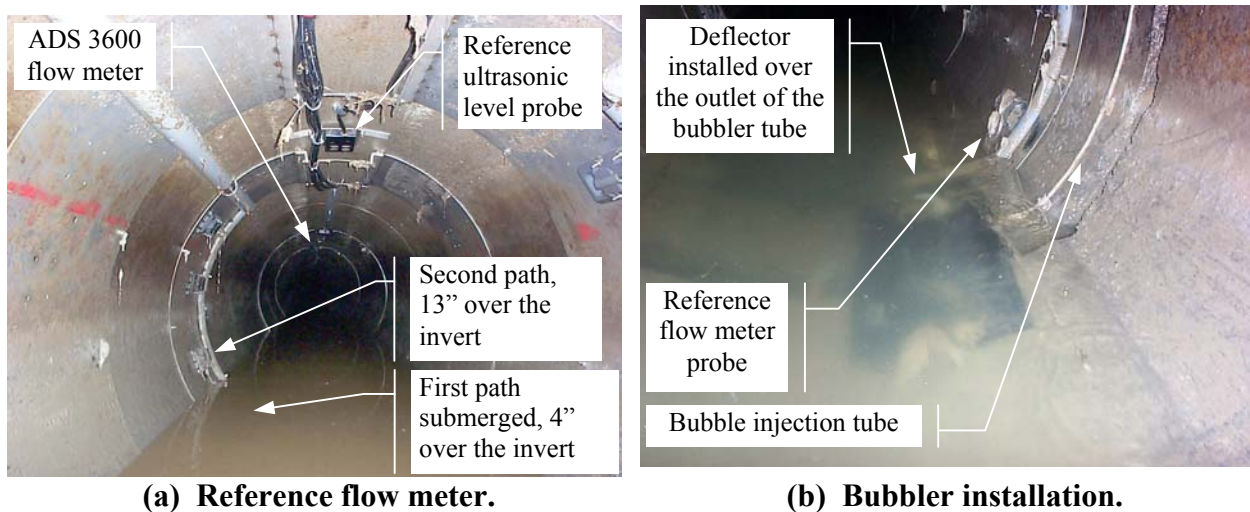 ADS 3600
flow meter
Reference
ultrasonic
level probe
Second path,
13” over the
invert
First path
submerged, 4”
over the invert
(a) Reference flow meter.
Deflector
installed over
the outlet of the
bubbler tube
Reference
flow meter
probe
Bubble injection tube
(b) Bubbler installation.